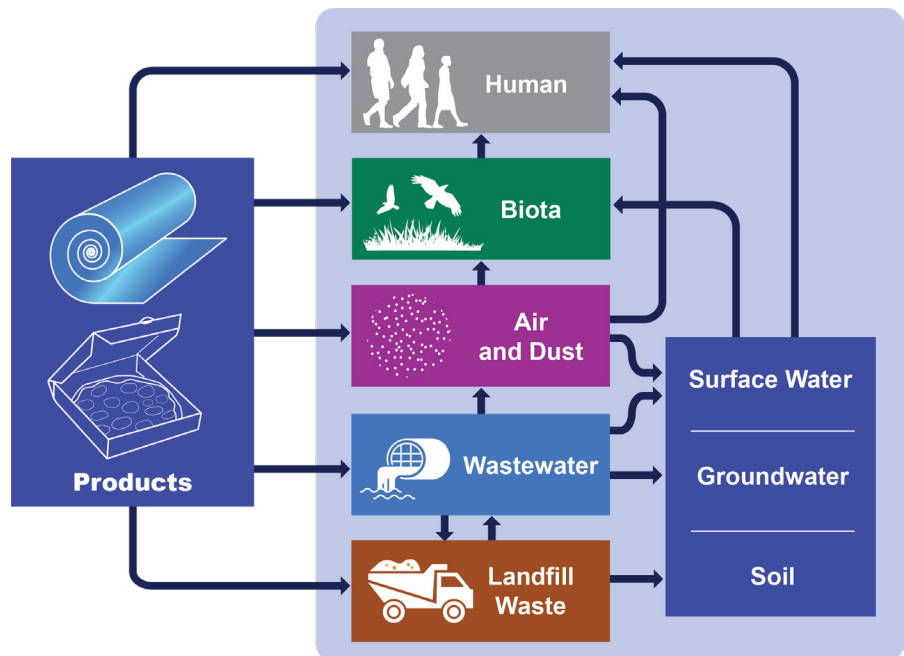 Human
Biota
Air
and Dust
Wastewater
Landfill
Waste
Products
Surface Water
Groundwater
Soil